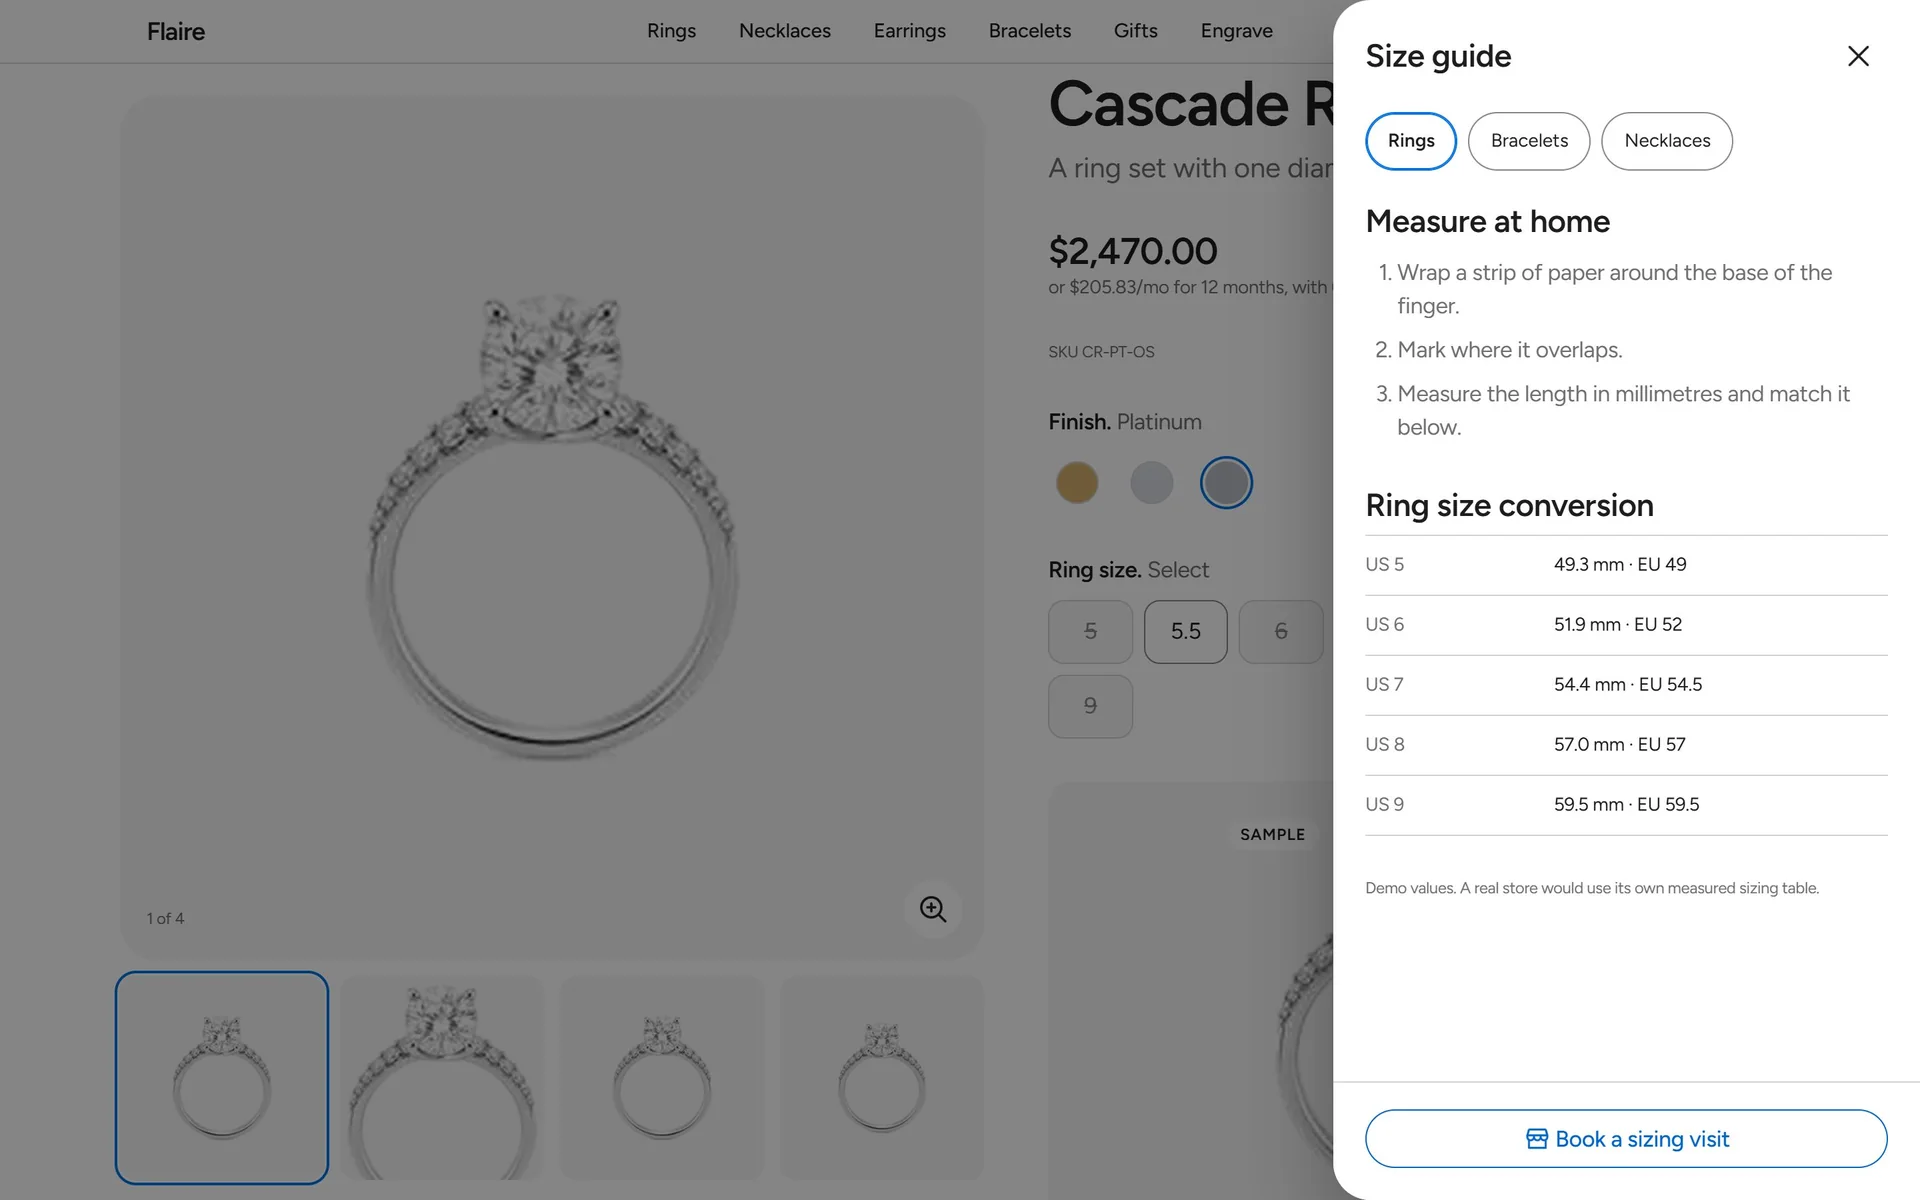 Flaire
Rings
Necklaces
Earrings
Bracelets
Gifts
Engrave
Cascade R
A ring set with one diam
$2,470.00
or $205.83/mo for 12 months, with
SKU CR-PT-OS
Finish. Platinum
Ring size. Select
5
5.5
6
9
SAMPLE
1 of 4
Size guide
Rings
Bracelets
Necklaces
Measure at home
1. Wrap a strip of paper around the base of the
finger.
2. Mark where it overlaps.
3. Measure the length in millimetres and match it
below.
Ring size conversion
US 5 49.3 mm · EU 49
US 6 51.9 mm · EU 52
US 7 54.4 mm · EU 54.5
US 8 57.0 mm · EU 57
US 9 59.5 mm · EU 59.5
Demo values. A real store would use its own measured sizing table.
Book a sizing visit